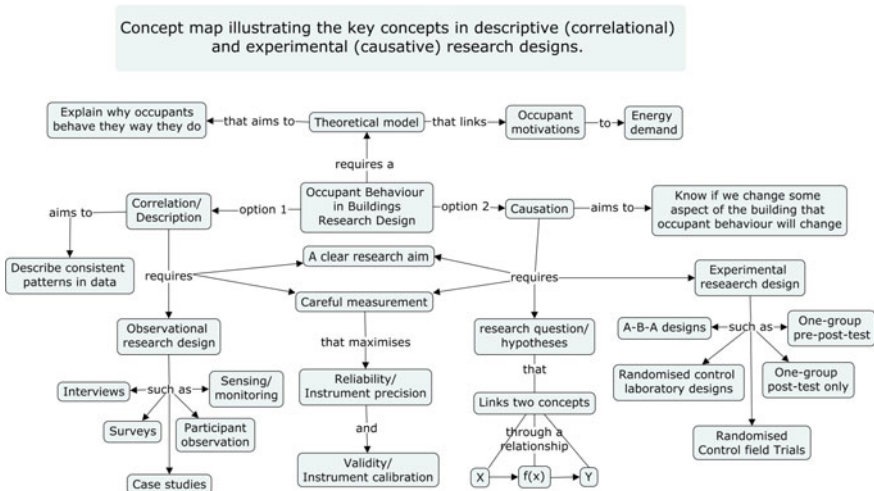 Concept map illustrating the key concepts in descriptive (correlational)
and experimental (causative) research designs.
Explain why occupants
behave they way they do
that aims to
Theoretical model
that links
Occupant
motivations
to
Energy
demand
requires a
Correlation/
Description
option 1
Occupant Behaviour
in Buildings
Research Design
option 2
Causation
aims to
Know if we change some
aspect of the building that
occupant behaviour will change
aims to
Describe consistent
patterns in data
requires
A clear research aim
Careful measurement
requires
Experimental
reseaerch design
Observational
research design
that maximises
research question/
hypotheses
A-B-A designs
such as
One-group
pre-post-test
Randomised control
laboratory designs
One-group
post-test only
Interviews
such as
Sensing/
monitoring
Reliability/
Instrument precision
that
Links two concepts
Surveys
Participant
observation
and
through a
relationship
Randomised
Control field Trials
Case studies
Validity/
Instrument calibration
X
f(x)
Y